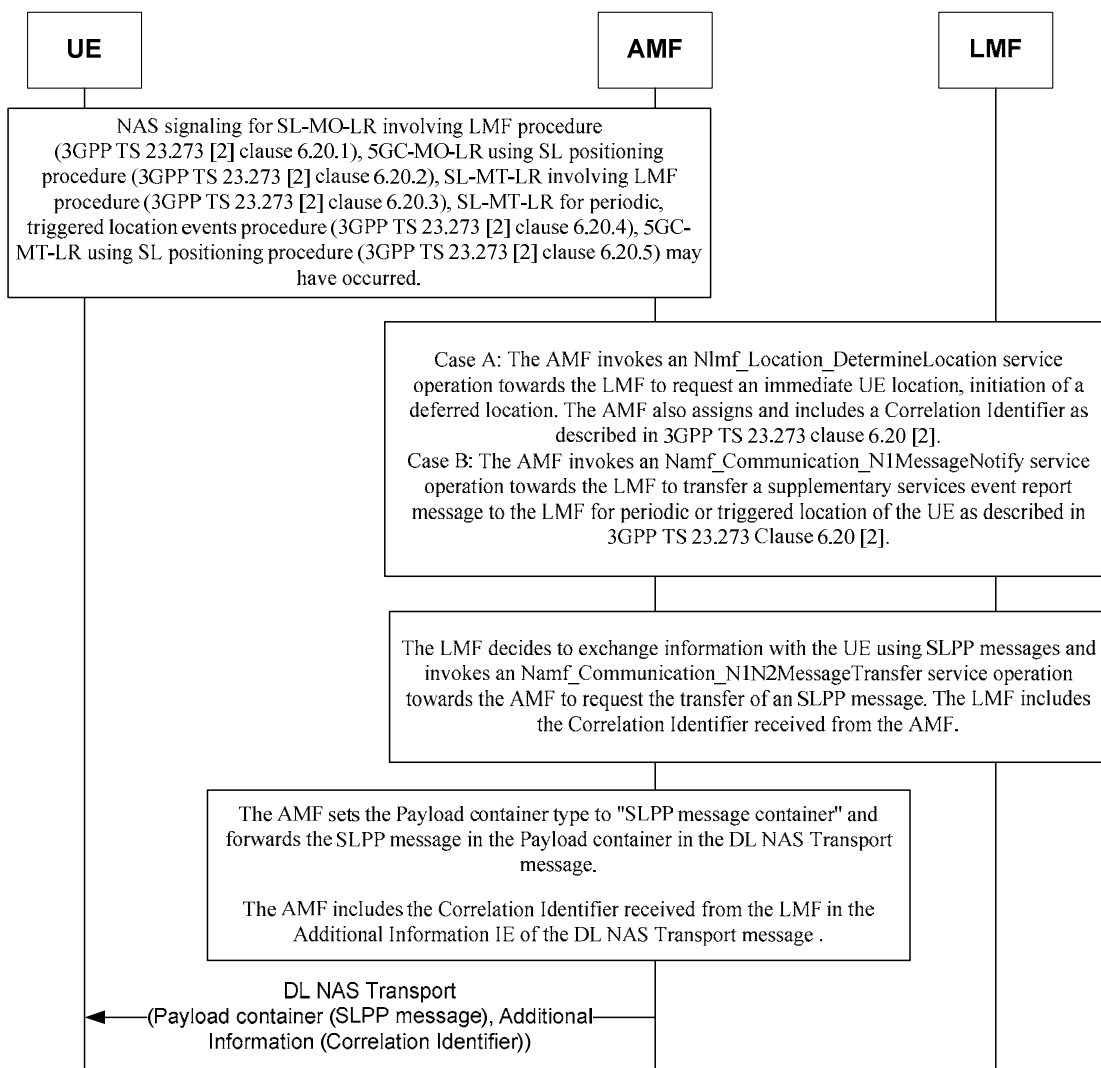 UE
AMF
LMF
NAS signaling for SL-MO-LR involving LMF procedure
(3GPP TS 23.273 [2] clause 6.20.1), 5GC-MO-LR using SL positioning
procedure (3GPP TS 23.273 [2] clause 6.20.2), SL-MT-LR involving LMF
procedure (3GPP TS 23.273 [2] clause 6.20.3), SL-MT-LR for periodic,
triggered location events procedure (3GPP TS 23.273 [2] clause 6.20.4), 5GC-
MT-LR using SL positioning procedure (3GPP TS 23.273 [2] clause 6.20.5) may
have occurred.
Case A: The AMF invokes an Nlmf_Location_DetermineLocation service
operation towards the LMF to request an immediate UE location, initiation of a
deferred location. The AMF also assigns and includes a Correlation Identifier as
described in 3GPP TS 23.273 clause 6.20 [2].
Case B: The AMF invokes an Namf_Communication_N1MessageNotify service
operation towards the LMF to transfer a supplementary services event report
message to the LMF for periodic or triggered location of the UE as described in
3GPP TS 23.273 Clause 6.20 [2].
The LMF decides to exchange information with the UE using SLPP messages and
invokes an Namf_Communication_N1N2MessageTransfer service operation
towards the AMF to request the transfer of an SLPP message. The LMF includes
the Correlation Identifier received from the AMF.
The AMF sets the Payload container type to "SLPP message container" and
forwards the SLPP message in the Payload container in the DL NAS Transport
message.
The AMF includes the Correlation Identifier received from the LMF in the
Additional Information IE of the DL NAS Transport message .
DL NAS Transport
(Payload container (SLPP message), Additional
Information (Correlation Identifier))